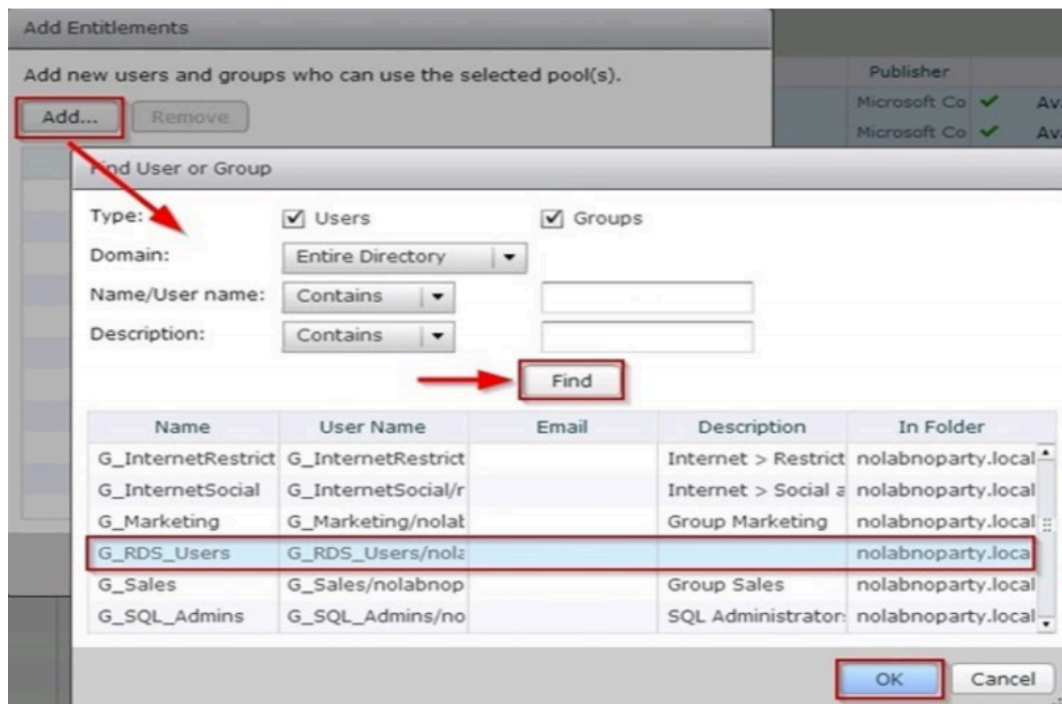 Add Entitlements
Add new users and groups who can use the selected pool(s).
Publisher
Add... Remove
Microsoft Co Ava
Microsoft Co Ava
Find User or Group
Type: Users Groups
Domain: Entire Directory
Name/User name: Contains
Description: Contains
Find
Name User Name Email Description In Folder
G_InternetRestrict G_InternetRestrict Internet > Restrict nolabnoparty.local
G_InternetSocial G_InternetSocial/r Internet > Social a nolabnoparty.local
G_Marketing G_Marketing/nolab Group Marketing nolabnoparty.local
G_RDS_Users G_RDS_Users/nola nolabnoparty.loca
G_Sales G_Sales/nolabnop Group Sales nolabnoparty.local
G_SQL_Admins G_SQL_Admins/no SQL Administrator nolabnoparty.local
OK Cancel